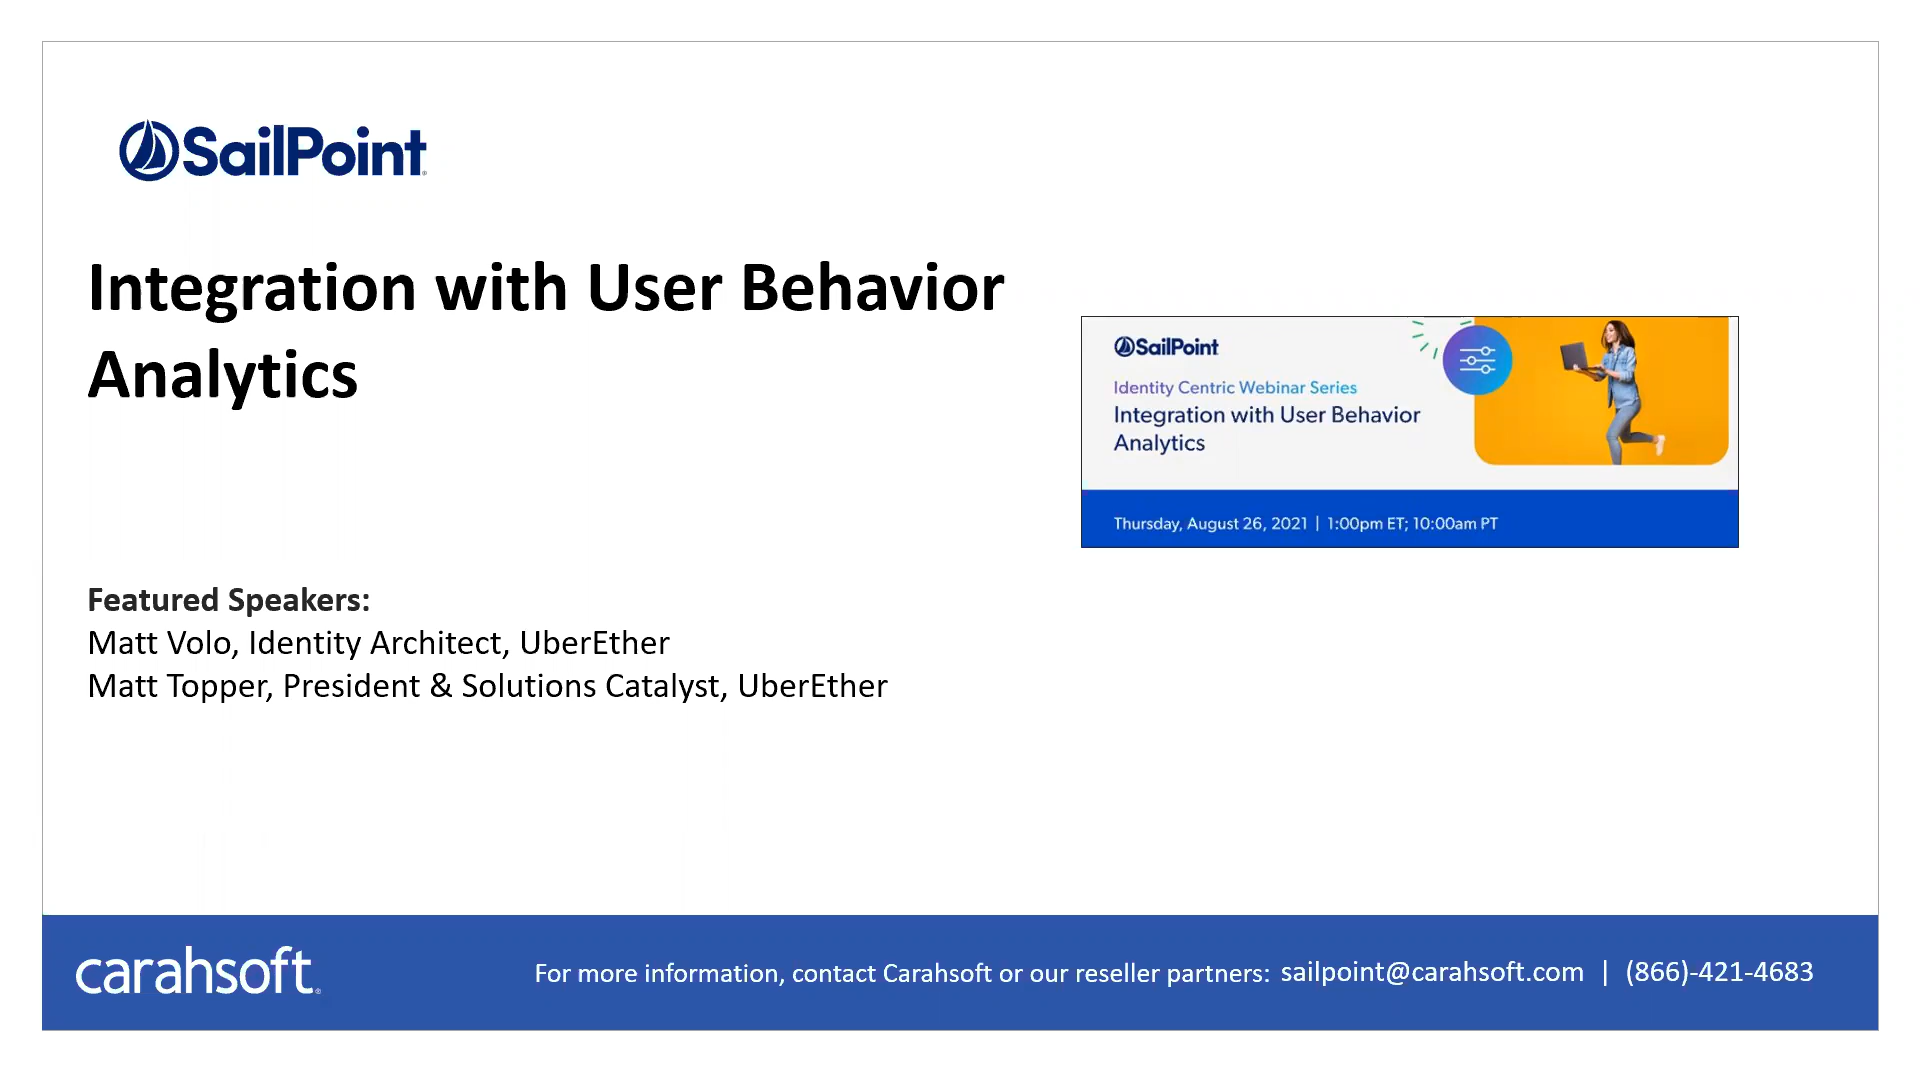 SailPoint
Integration with User Behavior
Analytics
SailPoint
Identity Centric Webinar Series
Integration with User Behavior
Analytics
Thursday, August 26, 2021 | 1:00pm ET; 10:00am PT
Featured Speakers:
Matt Volo, Identity Architect, UberEther
Matt Topper, President & Solutions Catalyst, UberEther
carahsoft.
For more information, contact Carahsoft or our reseller partners: sailpoint@carahsoft.com | (866)-421-4683